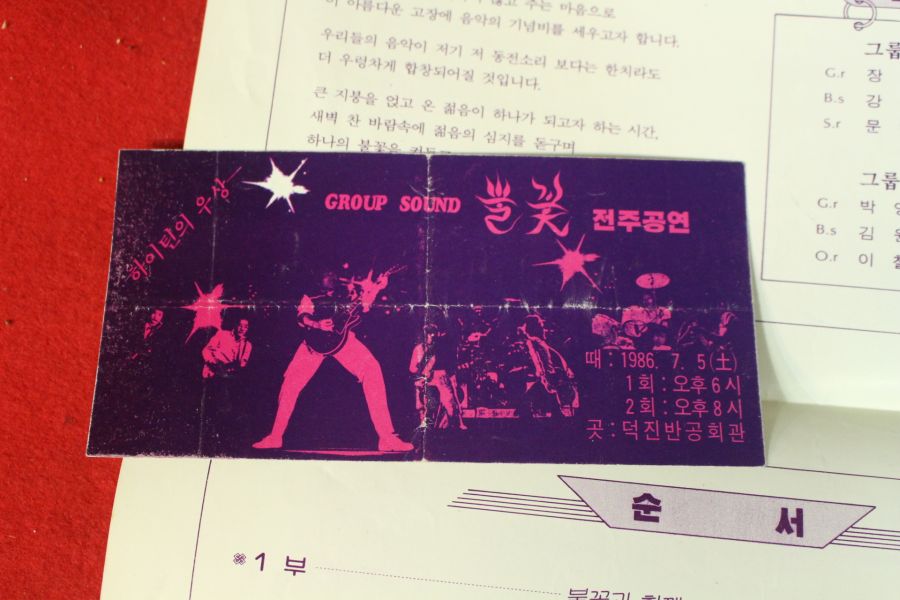 이 아름다운 고장에 음악의 기념비를 세우고자 합니다.
우리들의 음악이 저기 저 동전소리 보다는 한치라도
더 우렁차게 합창되어질 것입니다.
큰 지붕을 얹고 온 젊음이 하나가 되고자 하는 시간.
새벽 찬 바람속에 젊음의 심지를 돋구며
하나의 불꽃을
그룹
G.r 장
B.s 강
S.r 문
그룹
G.r 박 영
B.s 김
O.r 이 철
하이틴의 우상
GROUP SOUND 불꽃 전주공연
때 : 1986. 7. 5(土)
1회 : 오후6시
2회 : 오후8시
곳 : 덕진반공회관
순 서
※ 1 부
불꽃과 함께